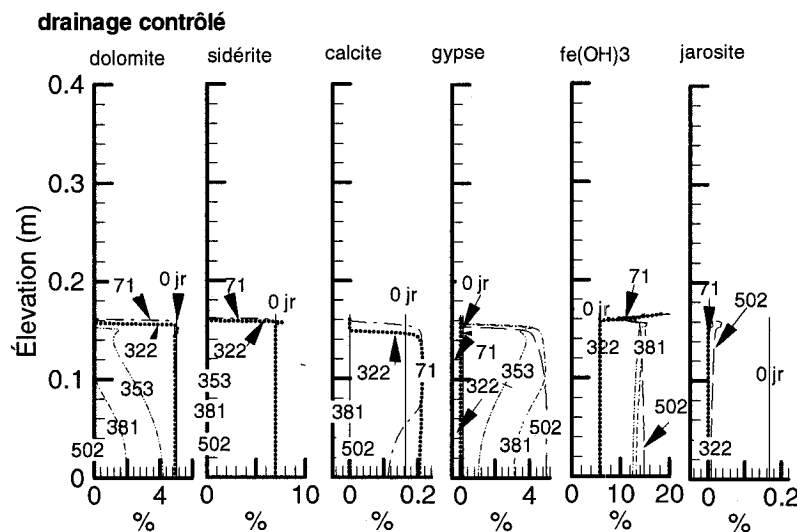 drainage contrôlé
dolomite sidérite calcite gypse fe(OH)3 jarosite
0.4
0.3
0.2
0.1
0
Élevation (m)
71 0 jr
322
353
381
502
71 0 jr
322
353
381
502
0 jr
322 71
381
502
0 jr
71
353
322
381 502
0 jr 71
322 381
502
71 502
0 jr
322
0 4
0 10
0 0.2
0 4
0 10 20
0 0.2
% % % % % %